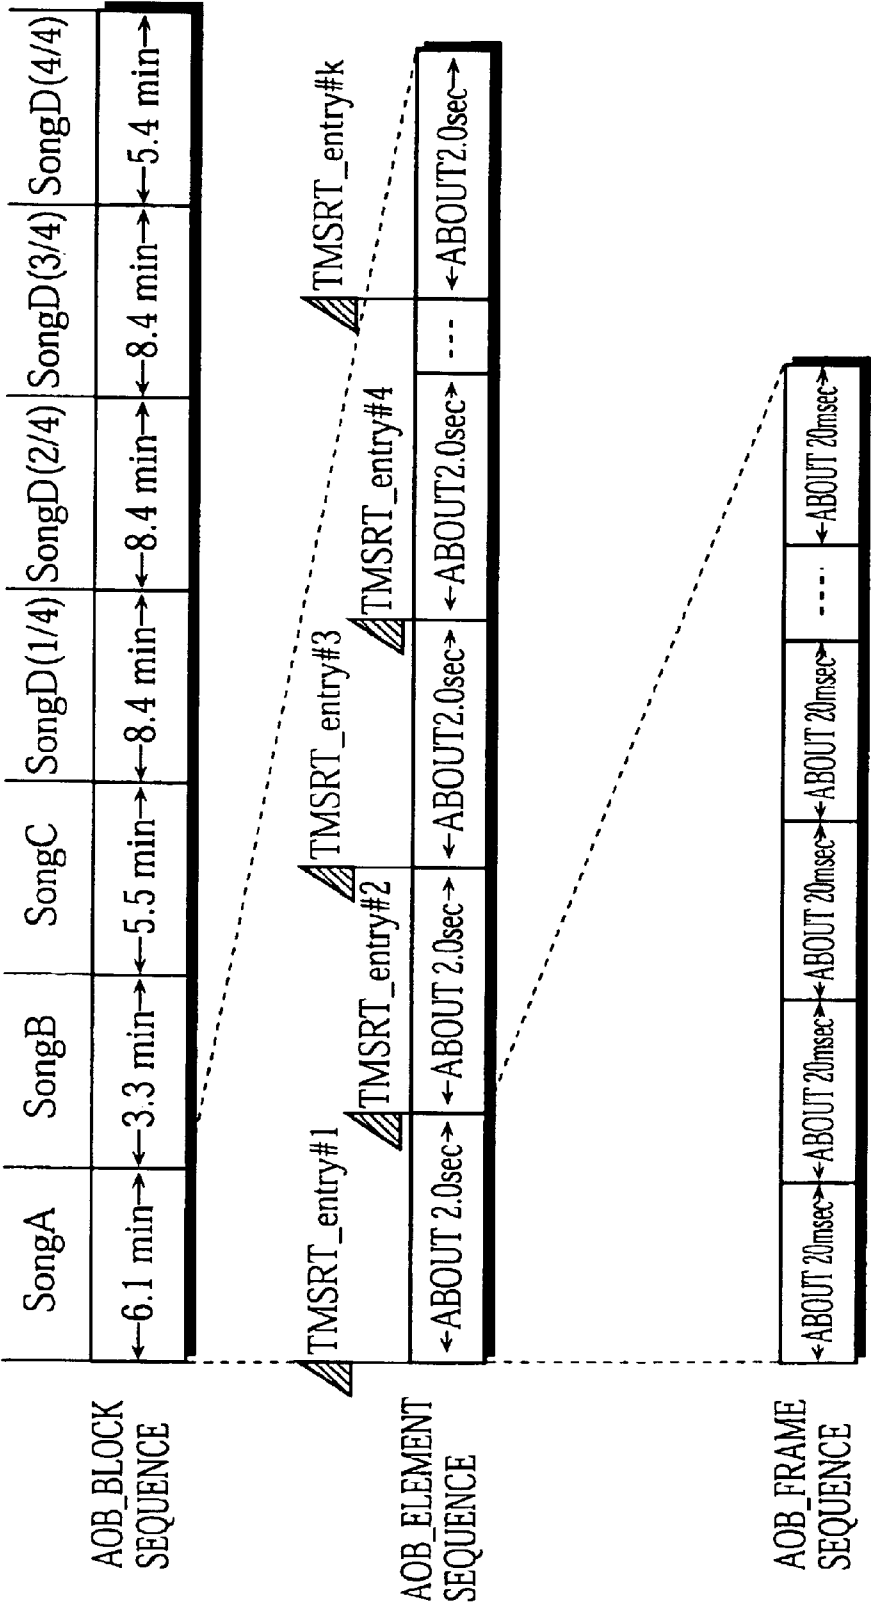 SongA SongB SongC SongD(1/4) SongD(2/4) SongD(3/4) SongD(4/4)
AOB_BLOCK
SEQUENCE
6.1 min 3.3 min 5.5 min 8.4 min 8.4 min 8.4 min 5.4 min
TMSRT_entry#1 TMSRT_entry#3 TMSRT_entry#k
TMSRT_entry#2 TMSRT_entry#4
AOB_ELEMENT
SEQUENCE
ABOUT 2.0sec ABOUT 2.0sec ABOUT2.0sec ABOUT2.0sec ---- ABOUT2.0sec
AOB_FRAME
SEQUENCE
ABOUT 20msec ABOUT 20msec ABOUT 20msec ABOUT 20msec ---- ABOUT 20msec